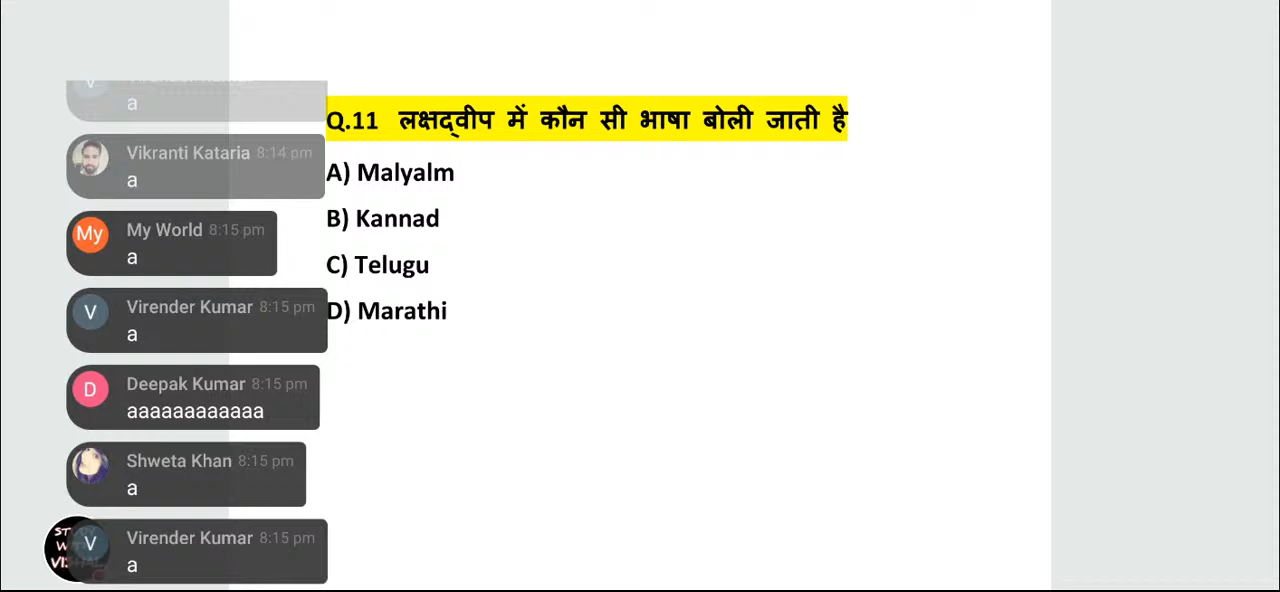 a
Q.11 लक्षद्वीप में कौन सी भाषा बोली जाती है
Vikranti Kataria 8:14 pm
a
A) Malyalm
My World 8:15 pm
a
B) Kannad
C) Telugu
Virender Kumar 8:15 pm
a
D) Marathi
Deepak Kumar 8:15 pm
aaaaaaaaaaaa
Shweta Khan 8:15 pm
a
Virender Kumar 8:15 pm
a
My
V
D
V